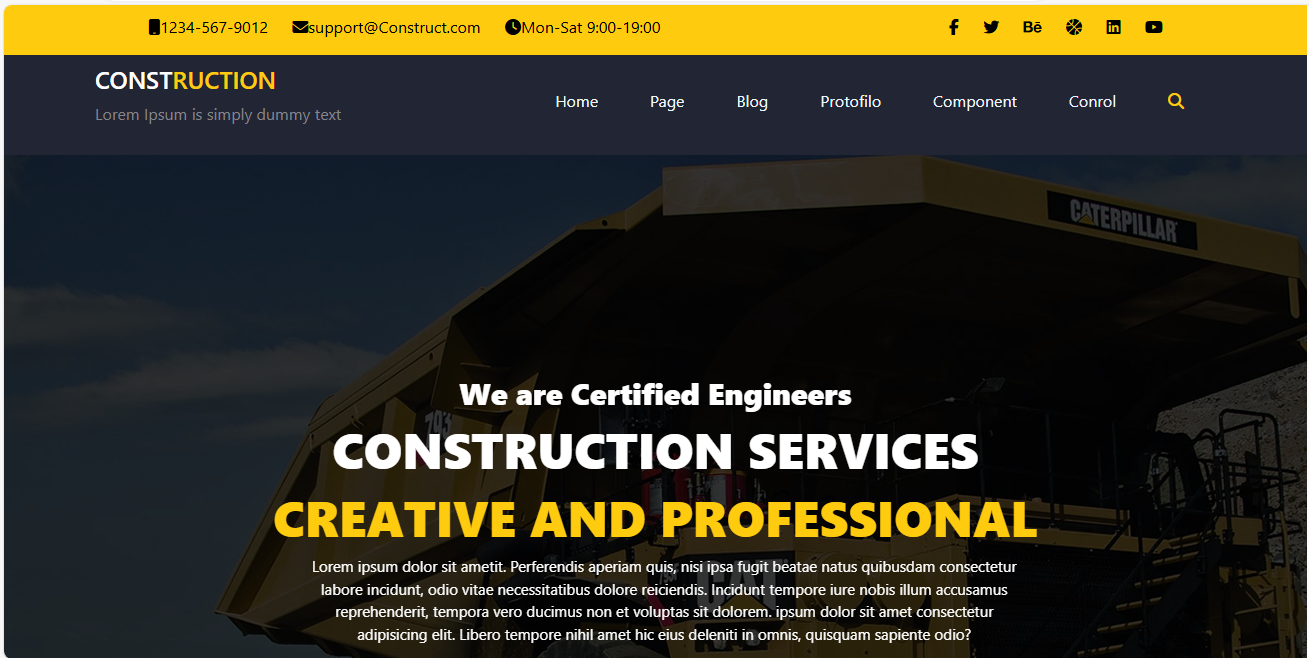 1234-567-9012 support@Construct.com Mon-Sat 9:00-19:00
CONSTRUCTION
Lorem Ipsum is simply dummy text
Home Page Blog Protofilo Component Conrol
CATERPILLAR
793
We are Certified Engineers
CONSTRUCTION SERVICES
CREATIVE AND PROFESSIONAL
CAT
Lorem ipsum dolor sit ametit. Perferendis aperiam quis, nisi ipsa fugit beatae natus quibusdam consectetur
labore incidunt, odio vitae necessitatibus dolore reiciendis. Incidunt tempore iure nobis illum accusamus
reprehenderit, tempora vero ducimus non et voluptas sit dolorem. ipsum dolor sit amet consectetur
adipisicing elit. Libero tempore nihil amet hic eius deleniti in omnis, quisquam sapiente odio?